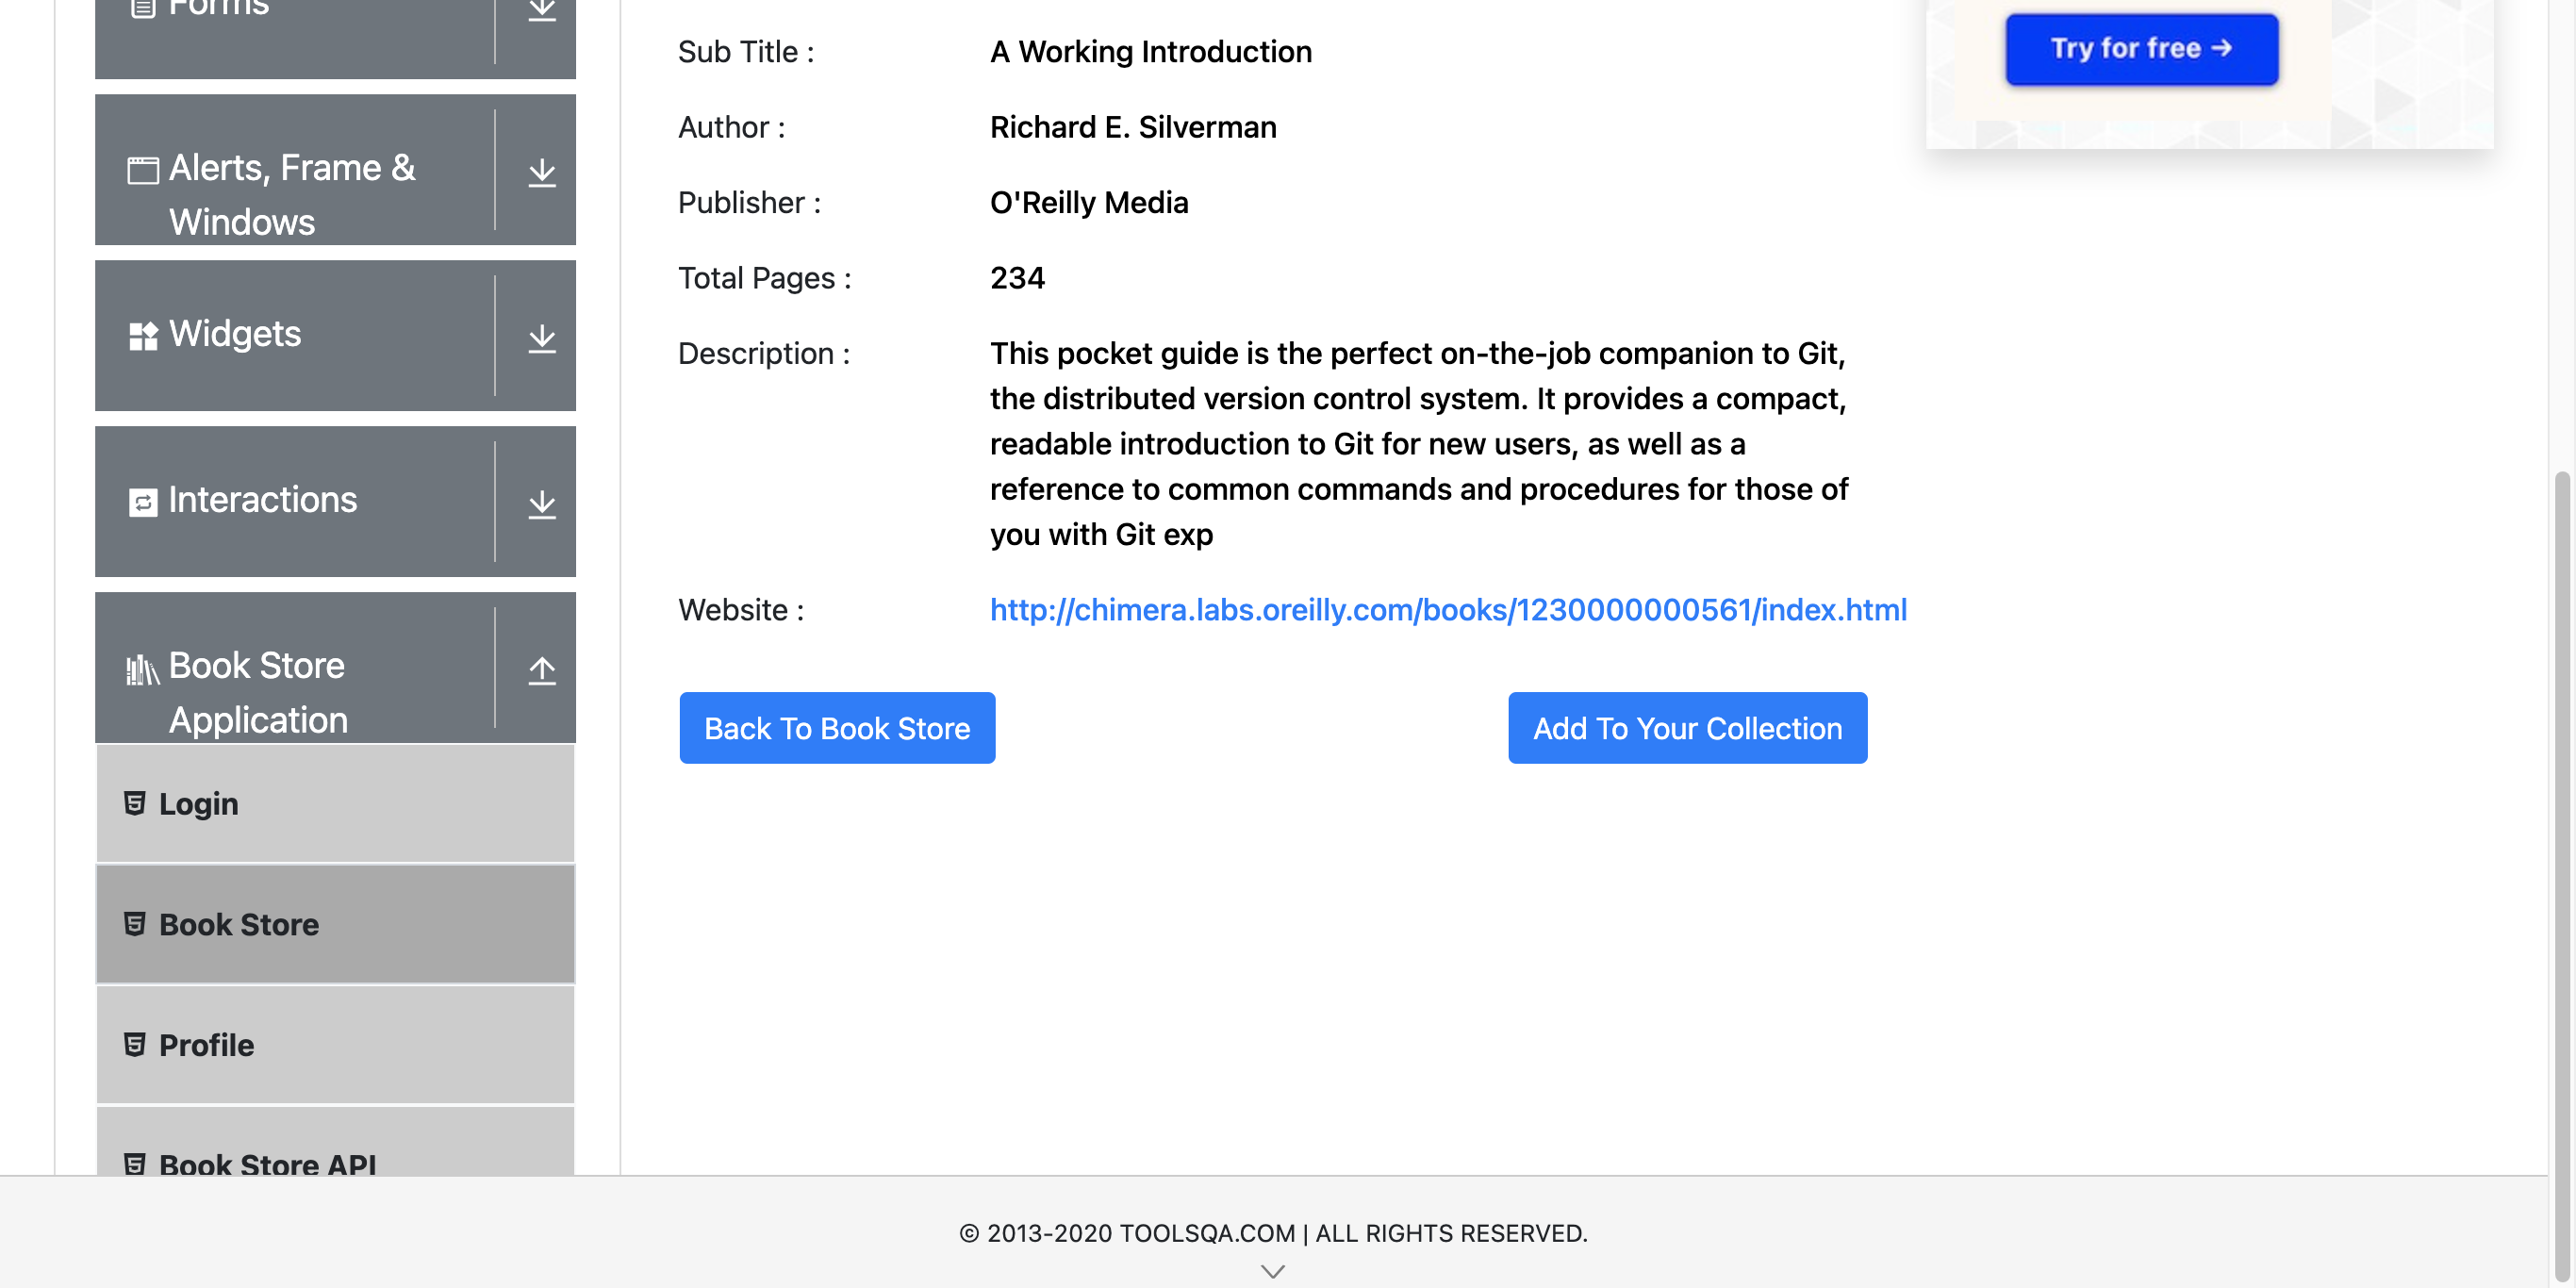 Forms
Alerts, Frame &
Windows
Widgets
Interactions
Book Store
Application
Login
Book Store
Profile
Book Store API
Sub Title : A Working Introduction
Author : Richard E. Silverman
Publisher : O'Reilly Media
Total Pages : 234
Description : This pocket guide is the perfect on-the-job companion to Git,
the distributed version control system. It provides a compact,
readable introduction to Git for new users, as well as a
reference to common commands and procedures for those of
you with Git exp
Website : http://chimera.labs.oreilly.com/books/1230000000561/index.html
Back To Book Store Add To Your Collection
Try for free →
© 2013-2020 TOOLSQA.COM | ALL RIGHTS RESERVED.